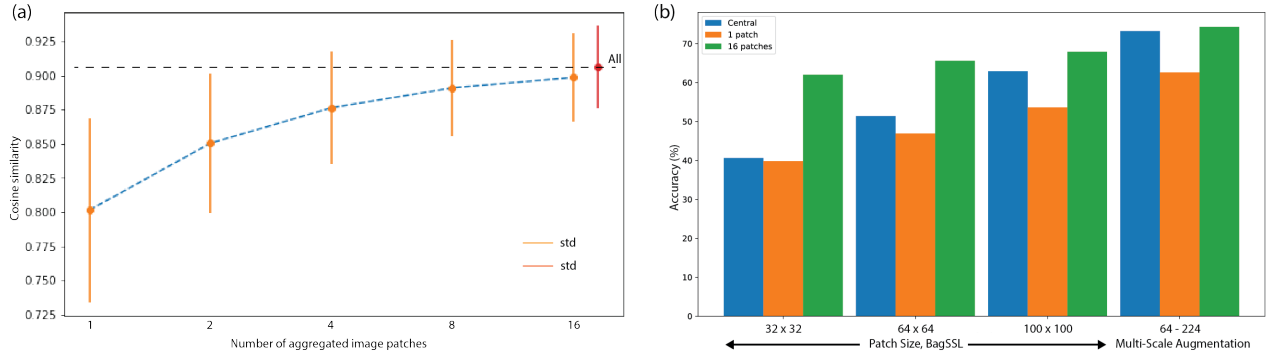 (a)
0.925
0.900
0.875
0.850
0.825
0.800
0.775
0.750
0.725
Cosine similarity
All
std
std
1 2 4 8 16
Number of aggregated image patches
(b)
Central
1 patch
16 patches
70
60
50
40
30
20
10
0
Accuracy (%)
32 x 32 64 x 64 100 x 100 64 - 224
Patch Size, BagSSL Multi-Scale Augmentation